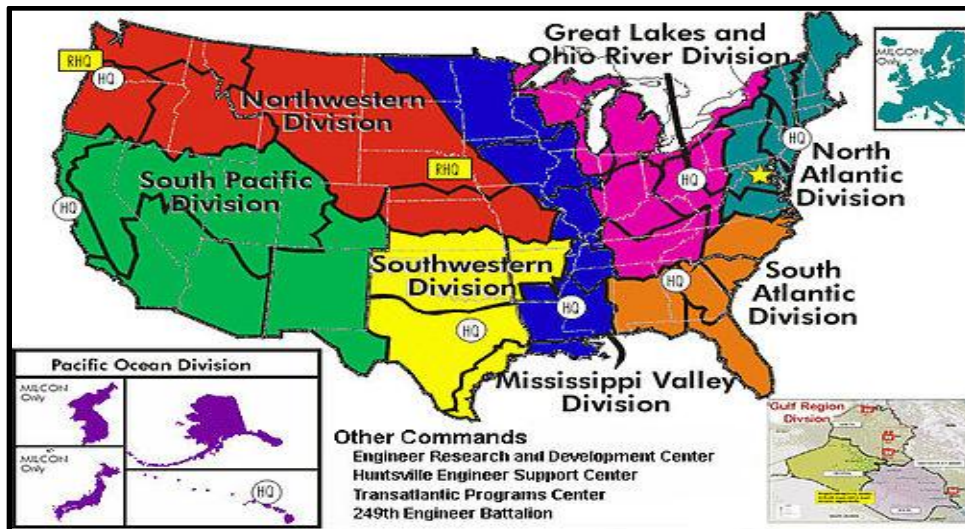 Great Lakes and
Ohio River Division
MILCON
Only
RHQ
HQ
Northwestern
Division
RHQ
HQ
HQ
North
Atlantic
Division
South Pacific
Division
HQ
Southwestern
Division
HQ
HQ
HQ
South
Atlantic
Division
Mississippi Valley
Division
Pacific Ocean Division
MILCON
Only
MILCON
Only
HQ
Other Commands
Engineer Research and Development Center
Huntsville Engineer Support Center
Transatlantic Programs Center
249th Engineer Battalion
Gulf Region
Division